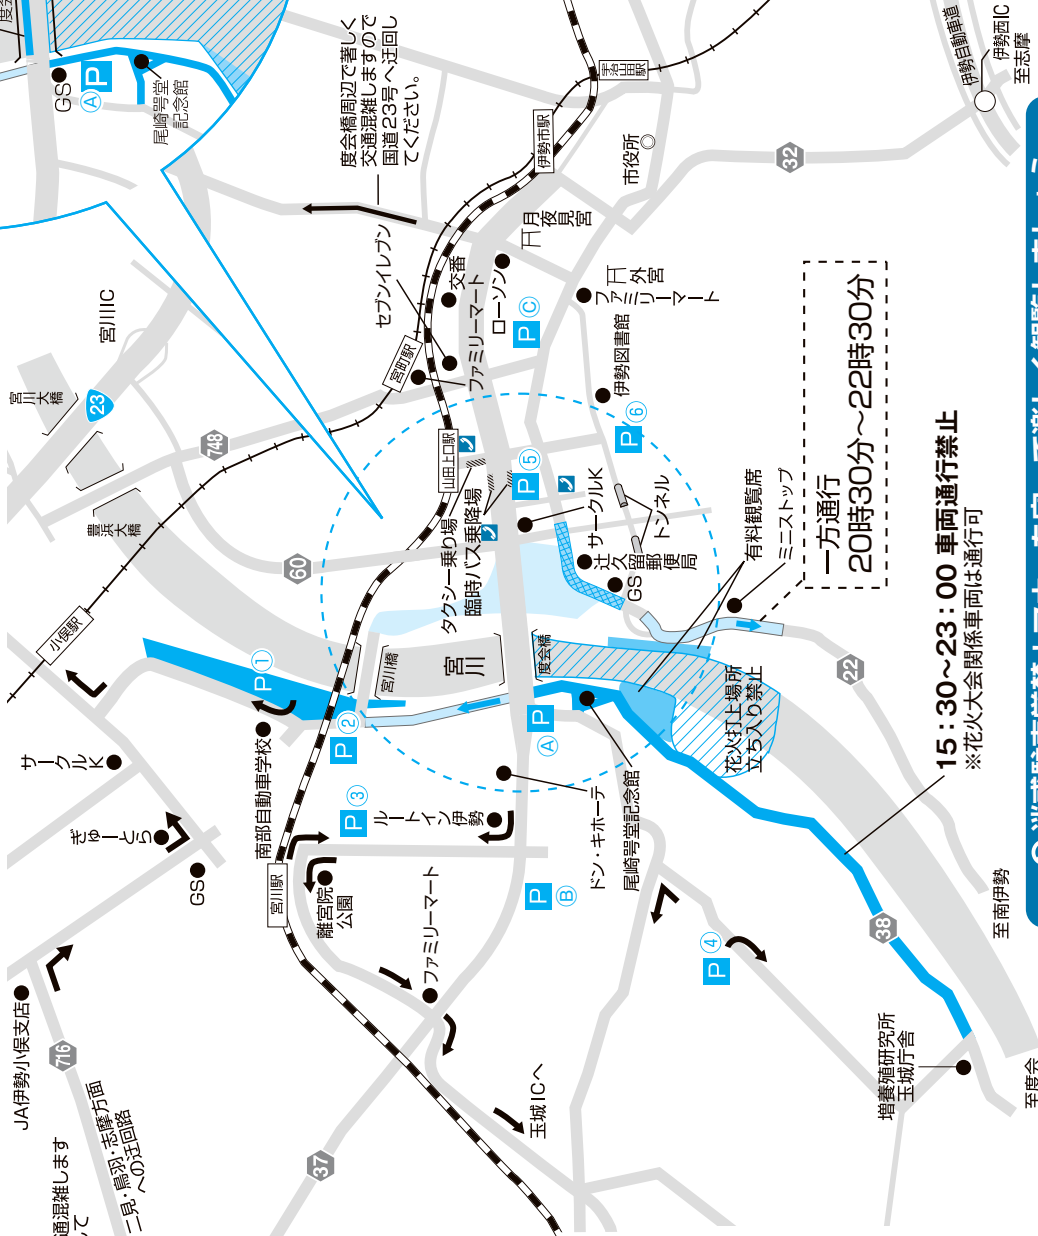 度会橋周辺で著しく
交通混雑しますので
国道23号へ迂回し
てください。
GS
P
A
尾崎咢堂
記念館
伊勢自動車道
伊勢西IC
至志摩
宇治山田駅
伊勢市駅
市役所
32
月夜見宮
外宮
ファミリーマート
セブンイレブン
交番
ファミリーマート
ローソン
P
C
伊勢図書館
P
6
宮川IC
宮川
大橋
23
748
豊浜大橋
60
宮町駅
山田上口駅
P
5
タクシー乗り場
臨時バス乗降場
サークルK
トンネル
辻久留
郵便局
GS
有料観覧席
ミニストップ
一方通行
20時30分〜22時30分
15：30〜23：00 車両通行禁止
※花火大会関係車両は通行可
22
小俣駅
P
1
P
2
宮川橋
宮川
度会橋
花火打上場所
立ち入り禁止
P
A
尾崎咢堂記念館
ドン・キホーテ
サークルK
ぎゅーとら
GS
南部自動車学校
P
3
ルートイン伊勢
宮川駅
離宮院
公園
ファミリーマート
P
B
P
4
38
至南伊勢
増養殖研究所
玉城庁舎
至度会
JA伊勢小俣支店
716
二見・鳥羽・志摩方面
への迂回路
通混雑します
37
玉城ICへ